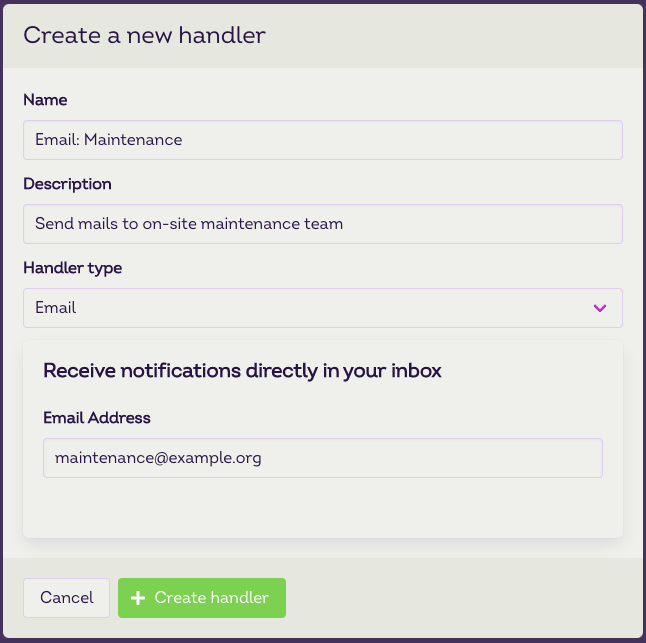 Create a new handler
Name
Email: Maintenance
Description
Send mails to on-site maintenance team
Handler type
Email
Receive notifications directly in your inbox
Email Address
maintenance@example.org
Cancel
Create handler